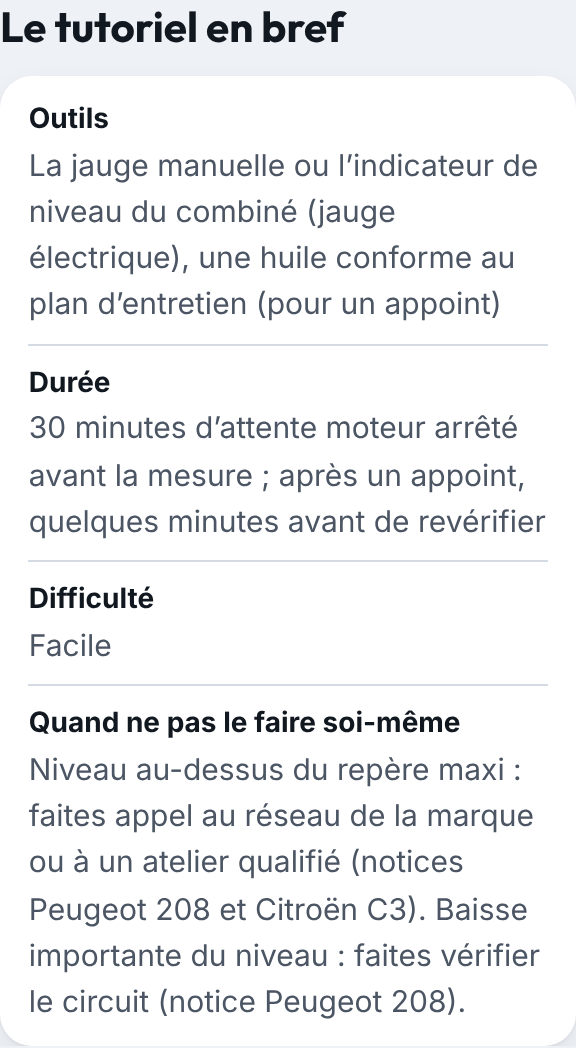 Le tutoriel en bref
Outils
La jauge manuelle ou l’indicateur de
niveau du combiné (jauge
électrique), une huile conforme au
plan d’entretien (pour un appoint)
Durée
30 minutes d’attente moteur arrêté
avant la mesure ; après un appoint,
quelques minutes avant de revérifier
Difficulté
Facile
Quand ne pas le faire soi-même
Niveau au-dessus du repère maxi :
faites appel au réseau de la marque
ou à un atelier qualifié (notices
Peugeot 208 et Citroën C3). Baisse
importante du niveau : faites vérifier
le circuit (notice Peugeot 208).